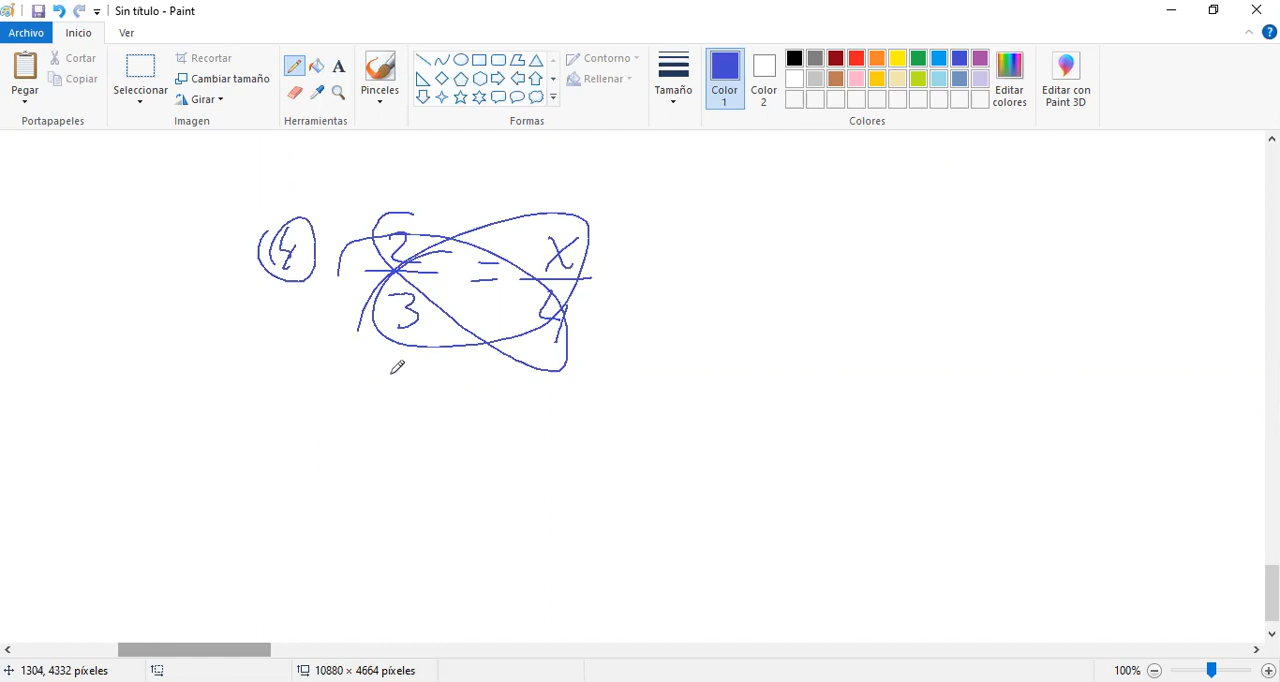 Sin título - Paint
Archivo Inicio Ver
Pegar
Cortar
Copiar
Portapapeles
Seleccionar
Recortar
Cambiar tamaño
Girar
Imagen
A
Herramientas
Pinceles
Contorno
Rellenar
Formas
Tamaño
Color 1
Color 2
Editar colores
Editar con Paint 3D
Colores
4
2 = X
3 4
1304, 4332 píxeles
10880 × 4664 píxeles
100%